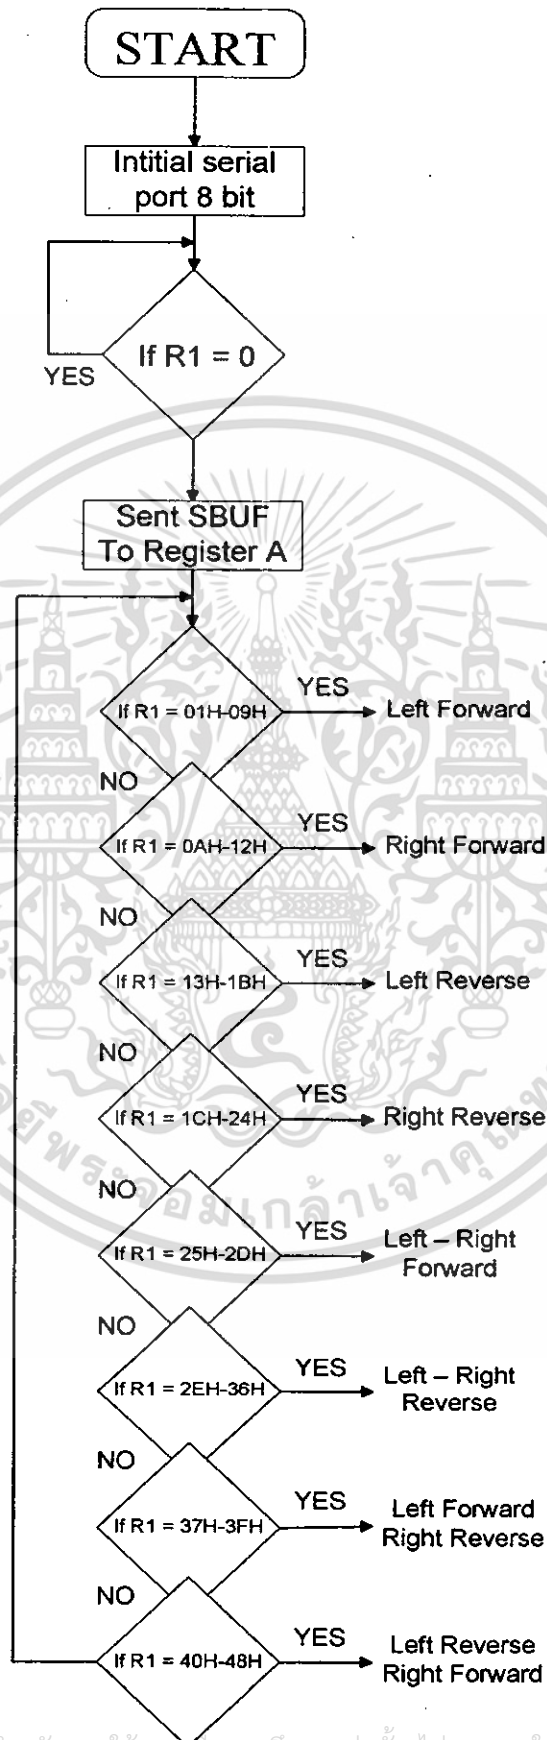 START
Intitial serial
port 8 bit
If R1 = 0
YES
Sent SBUF
To Register A
If R1 = 01H-09H
YES
Left Forward
NO
If R1 = 0AH-12H
YES
Right Forward
NO
If R1 = 13H-1BH
YES
Left Reverse
NO
If R1 = 1CH-24H
YES
Right Reverse
NO
If R1 = 25H-2DH
YES
Left – Right
Forward
NO
If R1 = 2EH-36H
YES
Left – Right
Reverse
NO
If R1 = 37H-3FH
YES
Left Forward
Right Reverse
NO
If R1 = 40H-48H
YES
Left Reverse
Right Forward